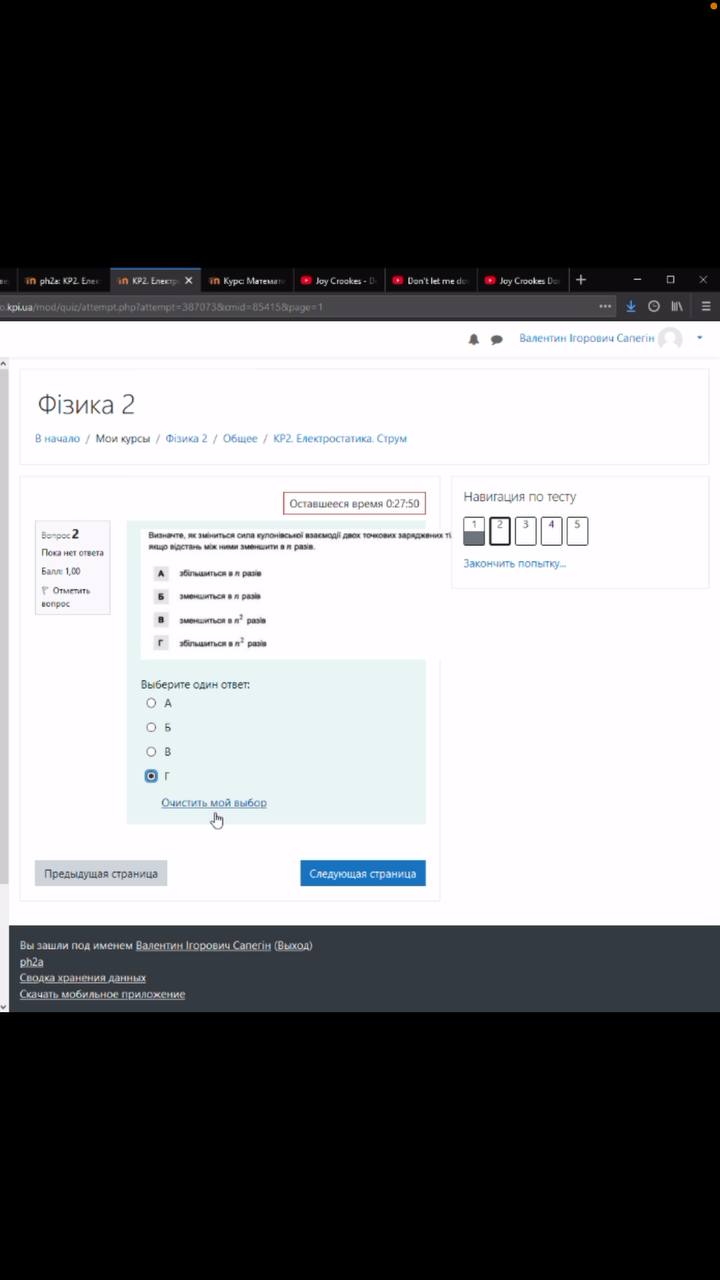 ph2a: КР2. Елек
КР2. Електр
Курс: Математ
Joy Crookes - D
Don't let me do
Joy Crookes Do
o.kpi.ua/mod/quiz/attempt.php?attempt=387073&cmid=85415&page=1
Валентин Ігорович Сапегін
Фізика 2
В начало / Мои курсы / Фізика 2 / Общее / КР2. Електростатика. Струм
Оставшееся время 0:27:50
Вопрос 2
Пока нет ответа
Балл: 1,00
Отметить вопрос
Визначте, як зміниться сила кулонівської взаємодії двох точкових заряджених ті
якщо відстань між ними зменшити в n разів.
А збільшиться в n разів
Б зменшиться в n разів
В зменшиться в n² разів
Г збільшиться в n² разів
Выберите один ответ:
А
Б
В
Г
Очистить мой выбор
Предыдущая страница
Следующая страница
Навигация по тесту
1 2 3 4 5
Закончить попытку...
Вы зашли под именем Валентин Ігорович Сапегін (Выход)
ph2a
Сводка хранения данных
Скачать мобильное приложение